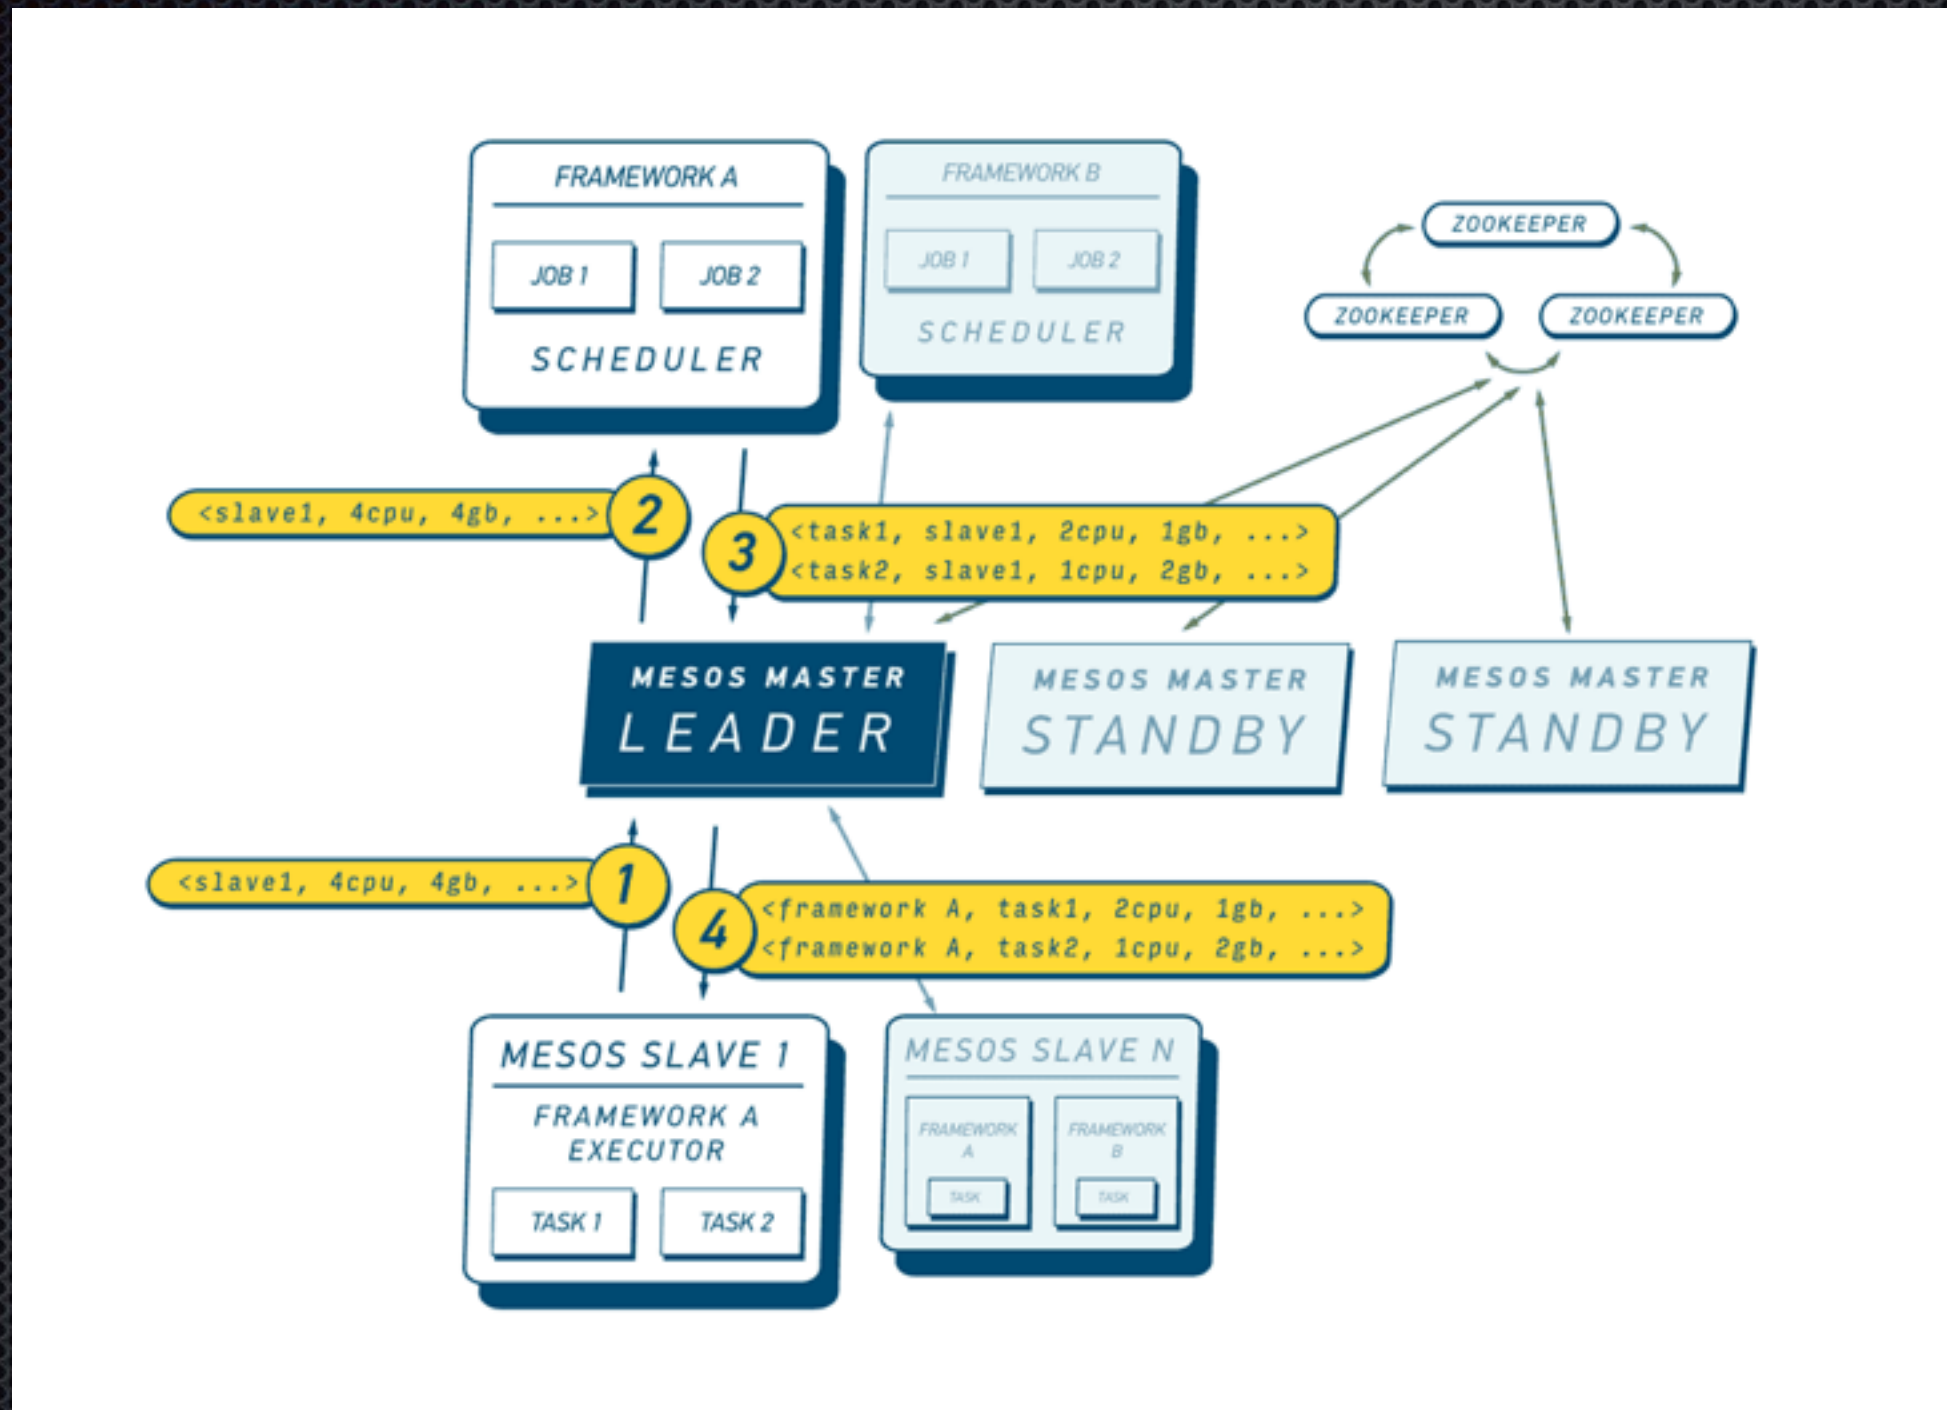 FRAMEWORK A
JOB 1
JOB 2
SCHEDULER
FRAMEWORK B
JOB 1
JOB 2
SCHEDULER
ZOOKEEPER
ZOOKEEPER
ZOOKEEPER
<slave1, 4cpu, 4gb, ...>
2
3
<task1, slave1, 2cpu, 1gb, ...>
<task2, slave1, 1cpu, 2gb, ...>
MESOS MASTER
LEADER
MESOS MASTER
STANDBY
MESOS MASTER
STANDBY
<slave1, 4cpu, 4gb, ...>
1
4
<framework A, task1, 2cpu, 1gb, ...>
<framework A, task2, 1cpu, 2gb, ...>
MESOS SLAVE 1
FRAMEWORK A
EXECUTOR
TASK 1
TASK 2
MESOS SLAVE N
FRAMEWORK
A
TASK
FRAMEWORK
B
TASK